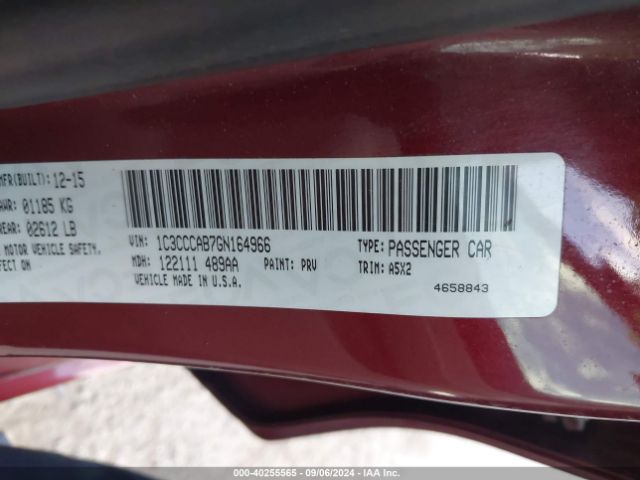 MFR(BUILT): 12-15
01185 KG
REAR: 02612 LB
MOTOR VEHICLE SAFETY,
ON
VIN: 1C3CCCAB7GN164966 TYPE: PASSENGER CAR
MDH: 122111 489AA PAINT: PRV TRIM: A5X2
VEHICLE MADE IN U.S.A.
4658843
000-40255565 - 09/06/2024 - IAA Inc.